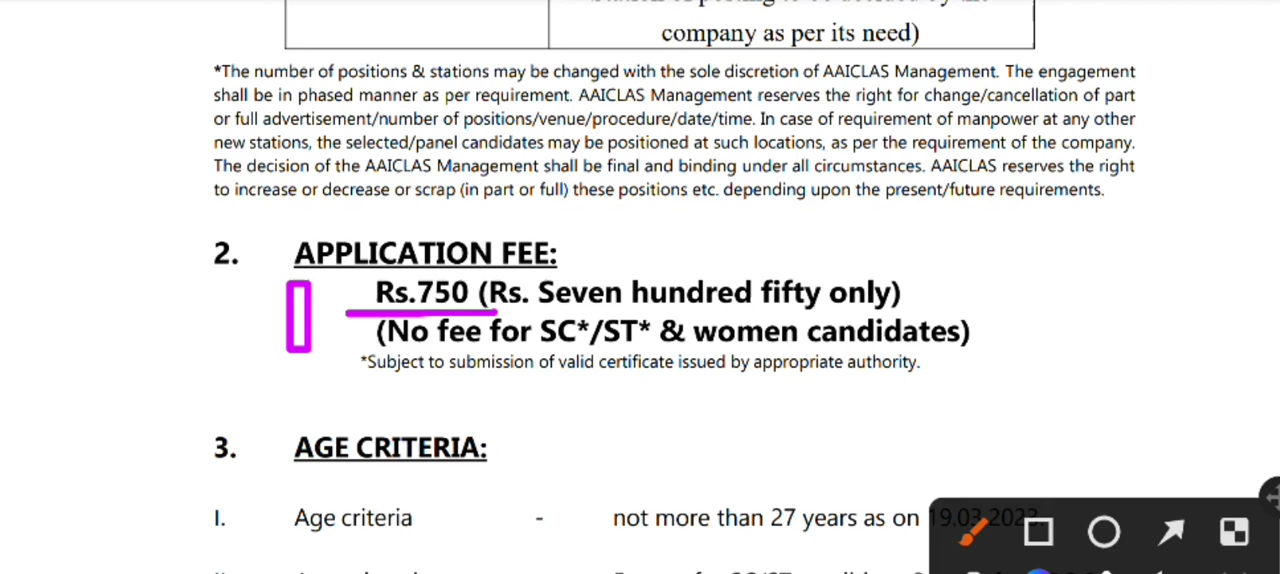 company as per its need)
*The number of positions & stations may be changed with the sole discretion of AAICLAS Management. The engagement
shall be in phased manner as per requirement. AAICLAS Management reserves the right for change/cancellation of part
or full advertisement/number of positions/venue/procedure/date/time. In case of requirement of manpower at any other
new stations, the selected/panel candidates may be positioned at such locations, as per the requirement of the company.
The decision of the AAICLAS Management shall be final and binding under all circumstances. AAICLAS reserves the right
to increase or decrease or scrap (in part or full) these positions etc. depending upon the present/future requirements.
2. APPLICATION FEE:
Rs.750 (Rs. Seven hundred fifty only)
(No fee for SC*/ST* & women candidates)
*Subject to submission of valid certificate issued by appropriate authority.
3. AGE CRITERIA:
I. Age criteria - not more than 27 years as on 19.03.2023.